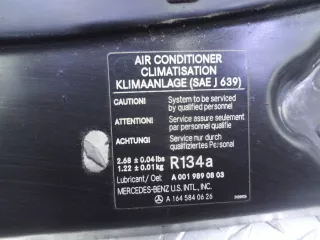 AIR CONDITIONER
CLIMATISATION
KLIMAANLAGE (SAE J 639)
CAUTION: System to be serviced
by qualified personnel
ATTENTION: Service assure seulement
par personnel qualifie
ACHTUNG: Service nur durch
qualifiziertes Personal
2.68 ± 0.04 lbs
1.22 ± 0.01 kg
R134a
Lubricant / Oel: A 001 989 08 03
MERCEDES-BENZ U.S. INTL., INC.
A 164 584 06 26